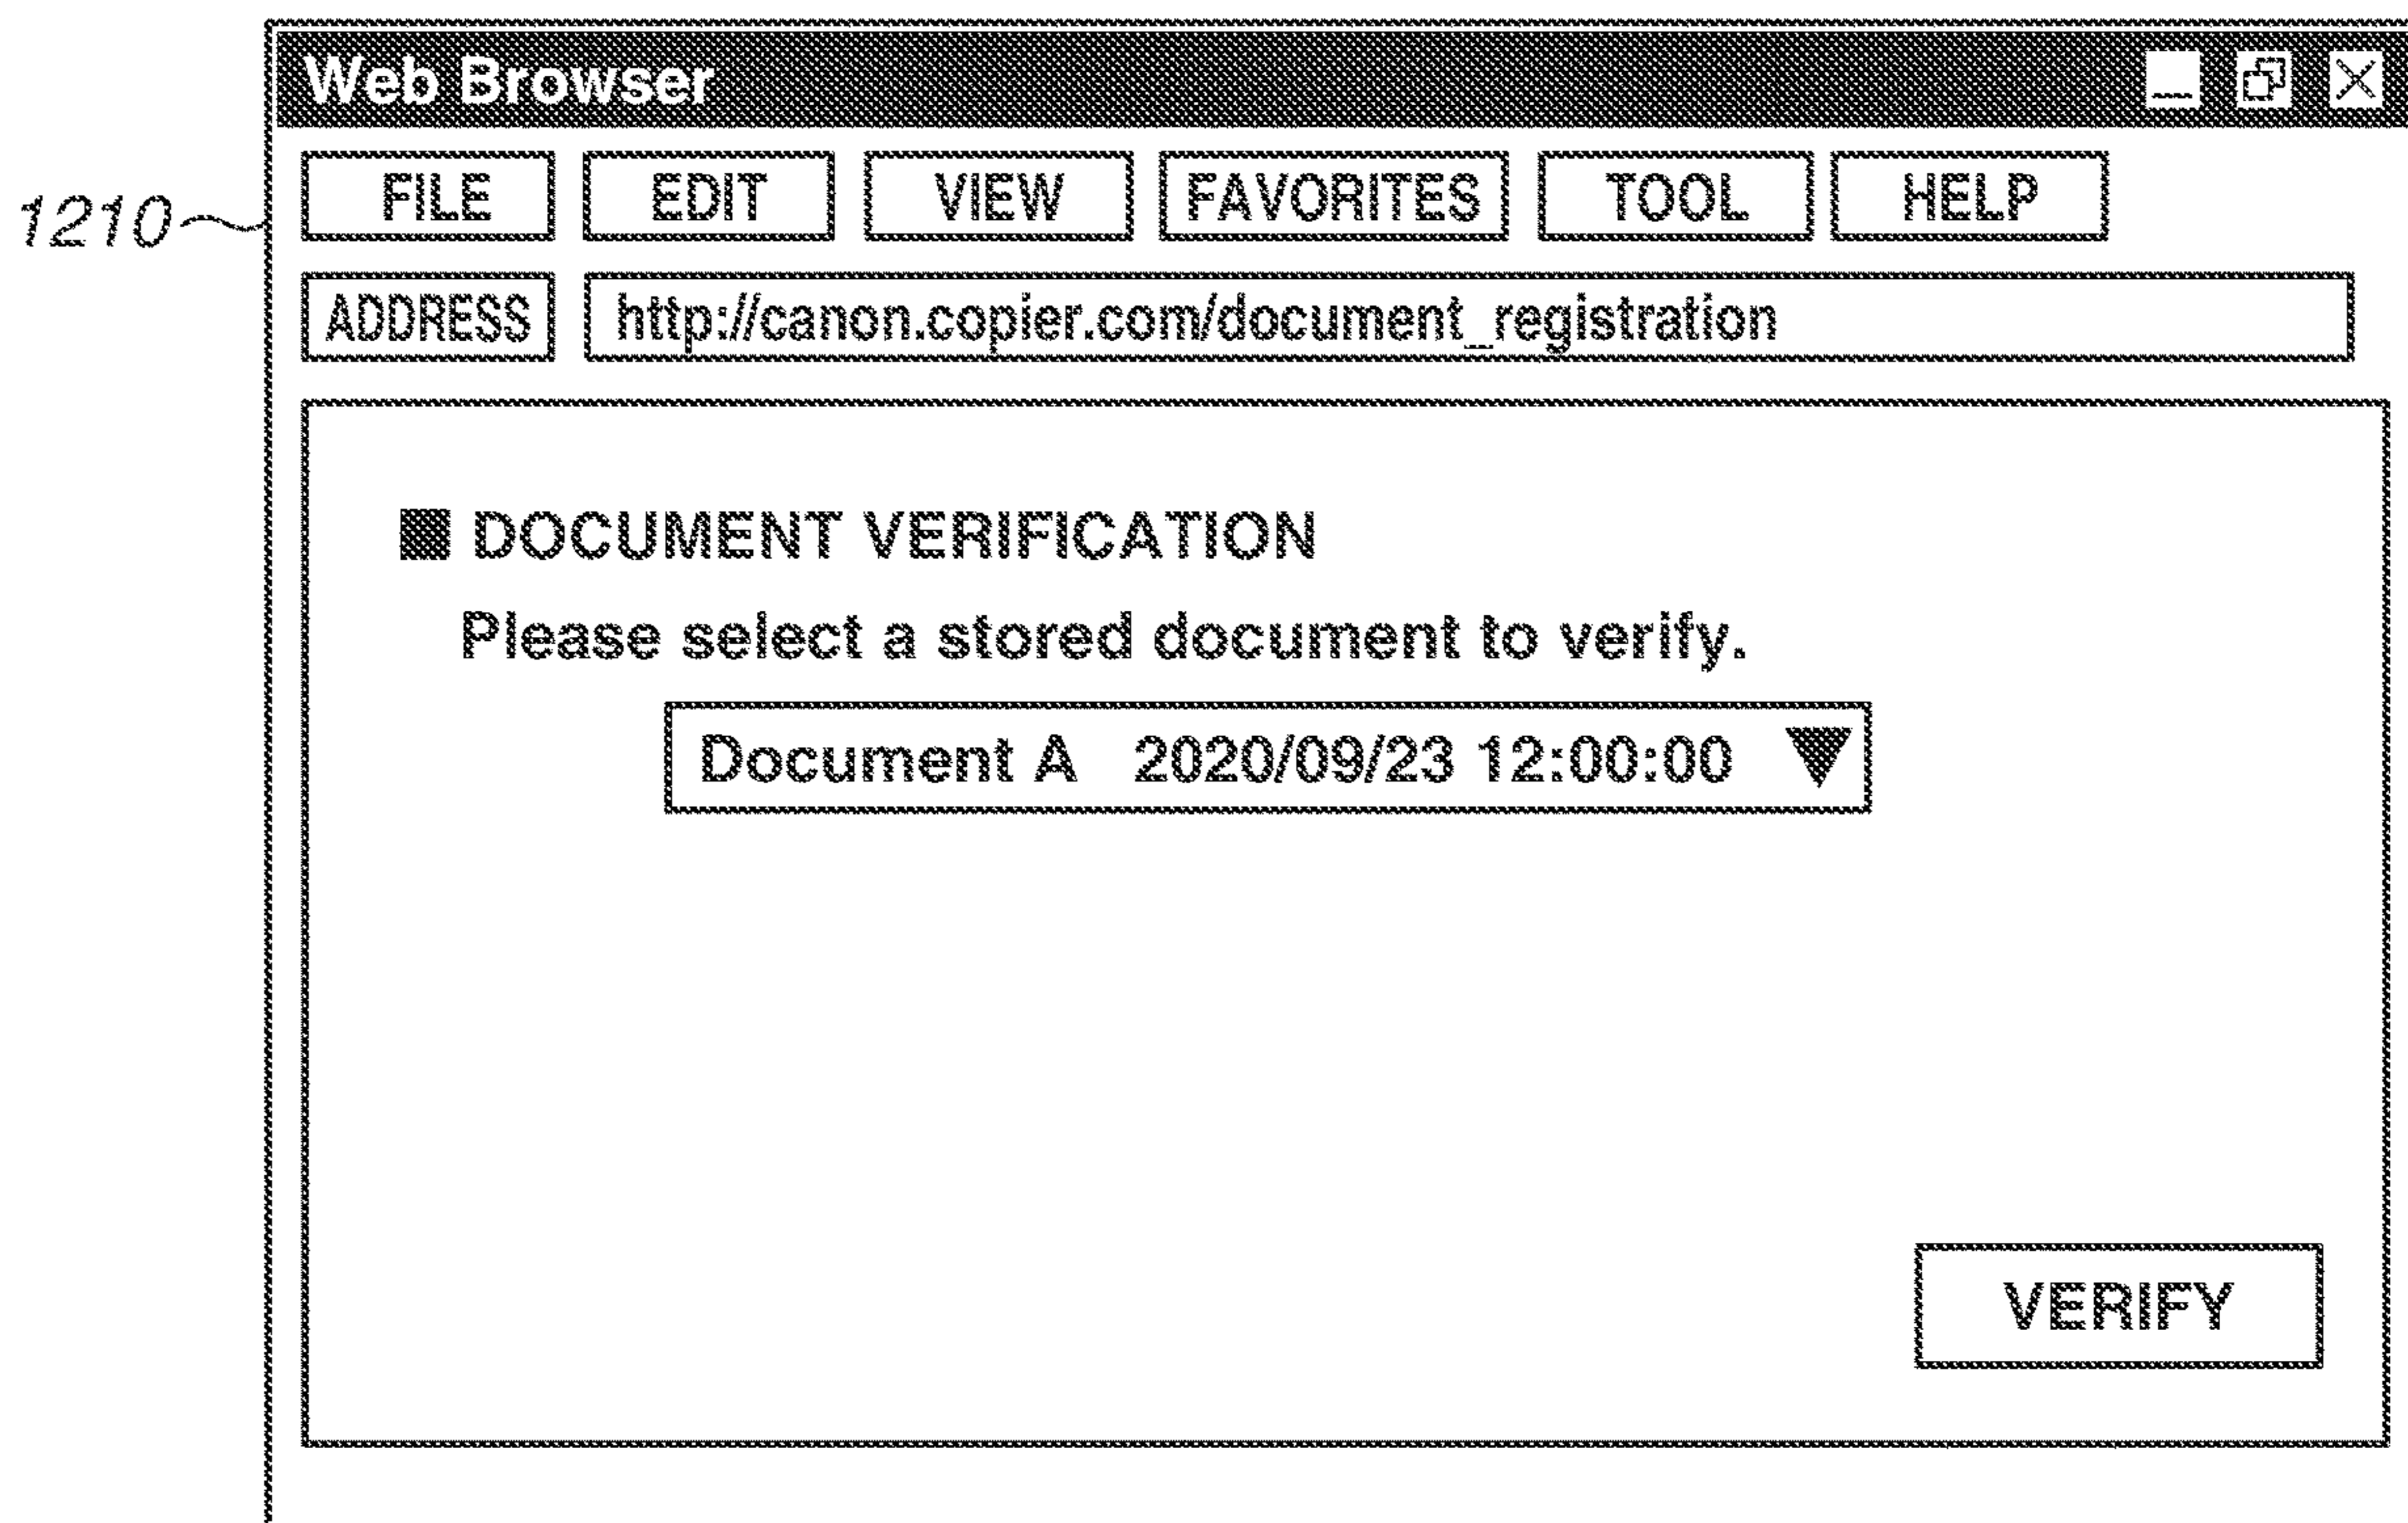 Web Browser
1210
FILE EDIT VIEW FAVORITES TOOL HELP
ADDRESS http://canon.copier.com/document_registration
■ DOCUMENT VERIFICATION
Please select a stored document to verify.
Document A 2020/09/23 12:00:00 ▼
VERIFY